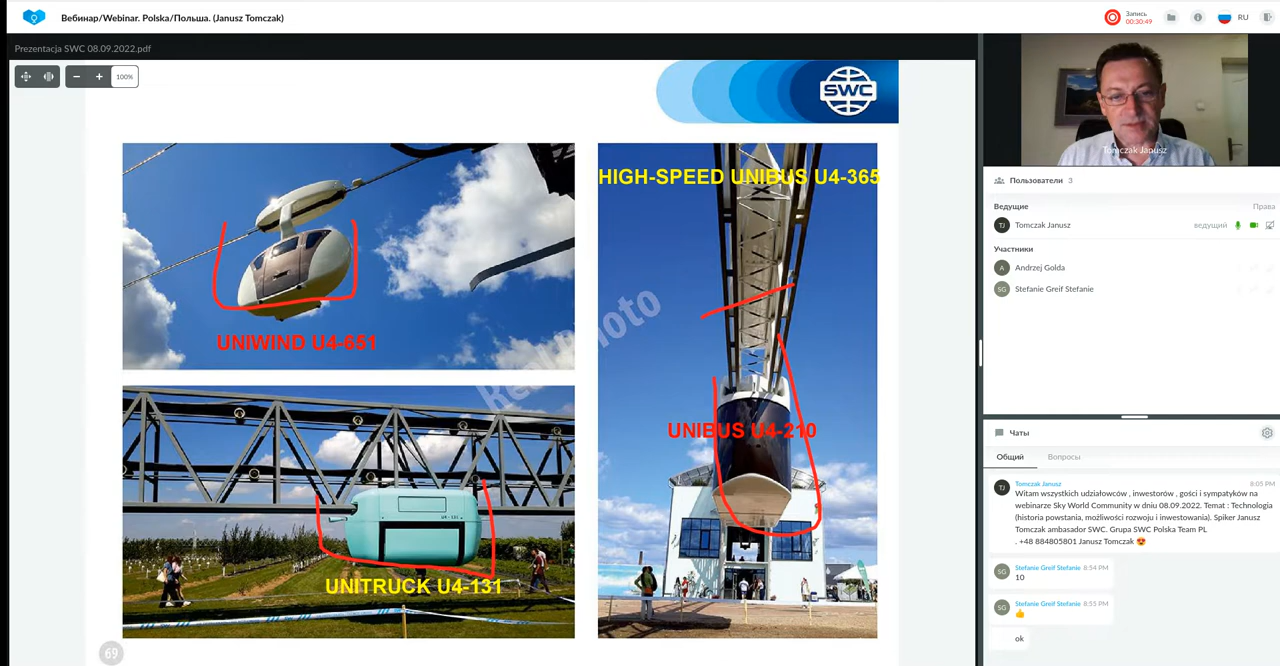 Вебинар/Webinar. Polska/Польша. (Janusz Tomczak)
Запись
00:30:49
RU
Prezentacja SWC 08.09.2022.pdf
100%
SWC
UNIWIND U4-651
HIGH-SPEED UNIBUS U4-365
UNIBUS U4-210
UNITRUCK U4-131
69
Tomczak Janusz
Пользователи 3
Ведущие
Права
TJ
Tomczak Janusz
ведущий
Участники
A
Andrzej Golda
SG
Stefanie Greif Stefanie
Чаты
Общий
Вопросы
TJ
Tomczak Janusz
8:05 PM
Witam wszystkich udziałowców , inwestorów , gości i sympatyków na
webinarze Sky World Community w dniu 08.09.2022. Temat : Technologia
(historia powstania, możliwości rozwoju i inwestowania). Spiker Janusz
Tomczak ambasador SWC. Grupa SWC Polska Team PL
. +48 884805801 Janusz Tomczak 😍
SG
Stefanie Greif Stefanie 8:54 PM
10
SG
Stefanie Greif Stefanie 8:55 PM
👍
ok